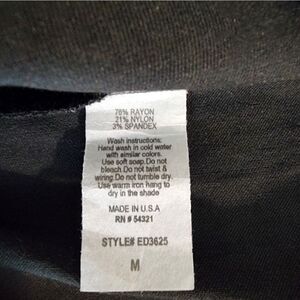 76% RAYON
21% NYLON
3% SPANDEX
Wash instructions:
Hand wash in cold water
with similar colors.
Use soft soap.Do not
bleach.Do not twist &
wiring.Do not tumble dry.
Use warm iron hang to
dry in the shade
MADE IN U.S.A
RN # 54321
STYLE# ED3625
M